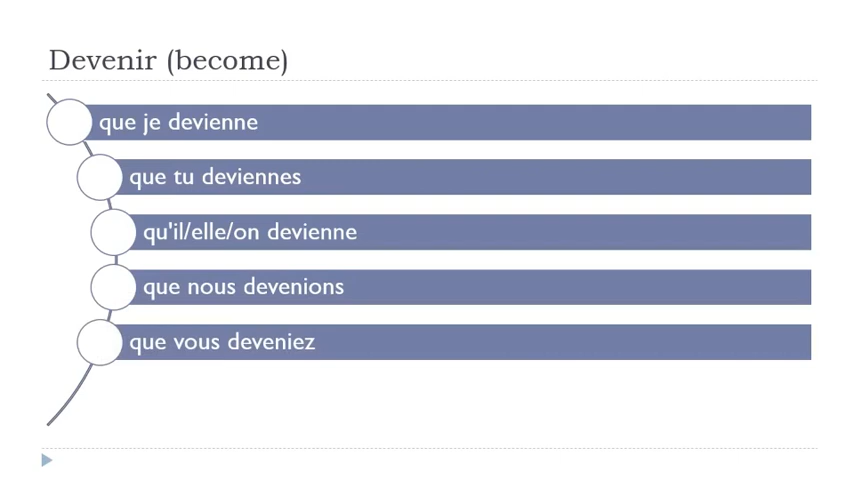 Devenir (become)
que je devienne
que tu deviennes
qu'il/elle/on devienne
que nous devenions
que vous deveniez